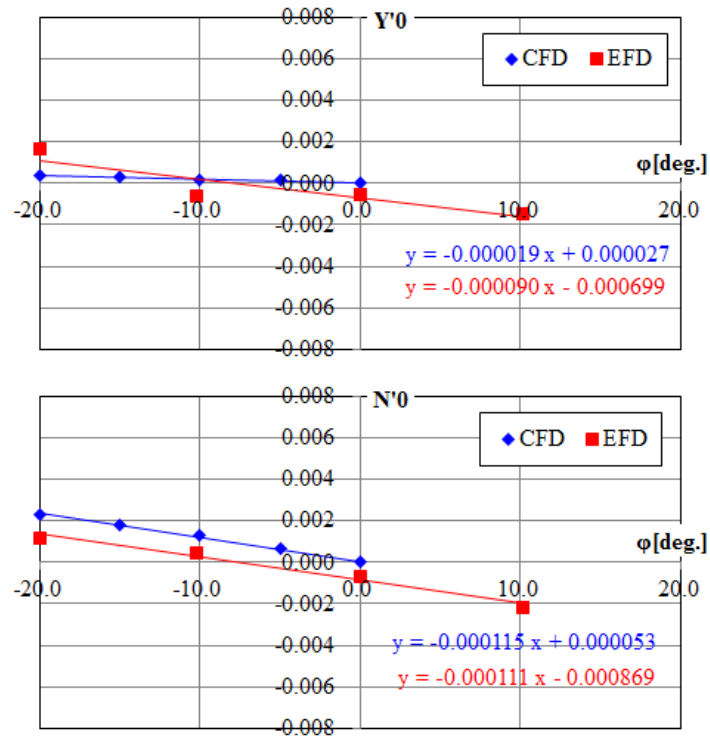 0.008
Y'0
0.006
CFD EFD
0.004
0.002
φ[deg.]
0.000
-20.0 -10.0 0.0 10.0 20.0
-0.002
y = -0.000019 x + 0.000027
-0.004
y = -0.000090 x - 0.000699
-0.006
-0.008
0.008
N'0
0.006
CFD EFD
0.004
0.002
φ[deg.]
0.000
-20.0 -10.0 0.0 10.0 20.0
-0.002
y = -0.000115 x + 0.000053
-0.004
y = -0.000111 x - 0.000869
-0.006
-0.008